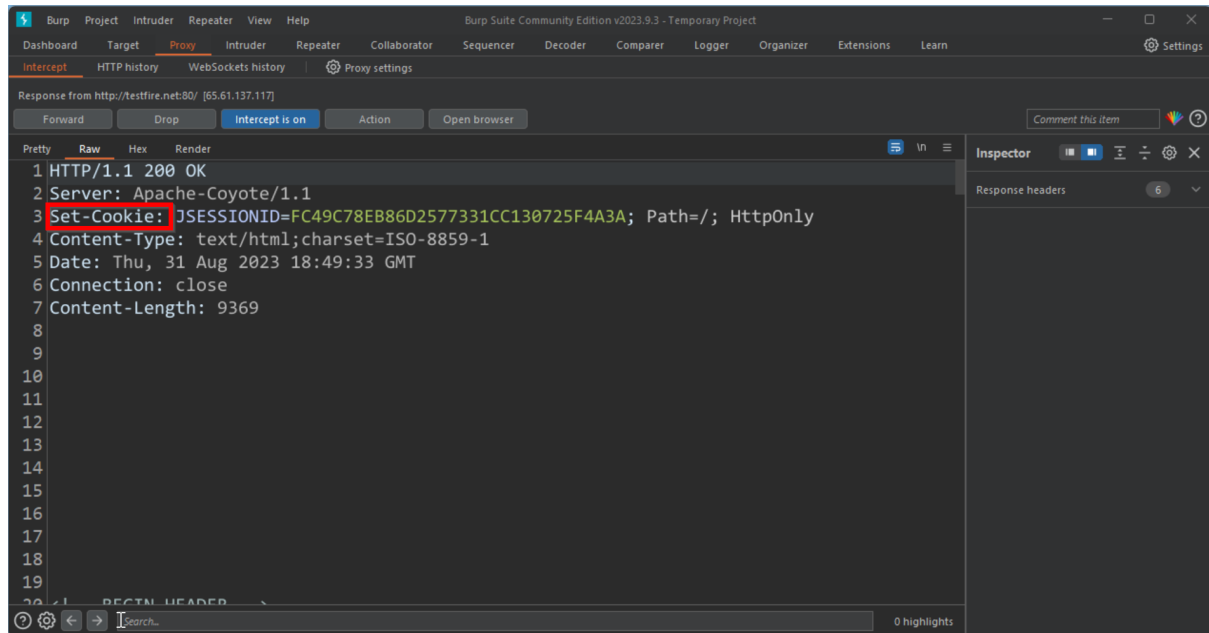 Burp Project Intruder Repeater View Help Burp Suite Community Edition v2023.9.3 - Temporary Project
Dashboard Target Proxy Intruder Repeater Collaborator Sequencer Decoder Comparer Logger Organizer Extensions Learn Settings
Intercept HTTP history WebSockets history Proxy settings
Response from http://testfire.net:80/ [65.61.137.117]
Forward Drop Intercept is on Action Open browser Comment this item
Pretty Raw Hex Render \n Inspector
1 HTTP/1.1 200 OK
2 Server: Apache-Coyote/1.1
Response headers 6
3 Set-Cookie: JSESSIONID=FC49C78EB86D2577331CC130725F4A3A; Path=/; HttpOnly
4 Content-Type: text/html;charset=ISO-8859-1
5 Date: Thu, 31 Aug 2023 18:49:33 GMT
6 Connection: close
7 Content-Length: 9369
8
9
10
11
12
13
14
15
16
17
18
19
20 <!-- BEGIN HEADER -->
Search... 0 highlights